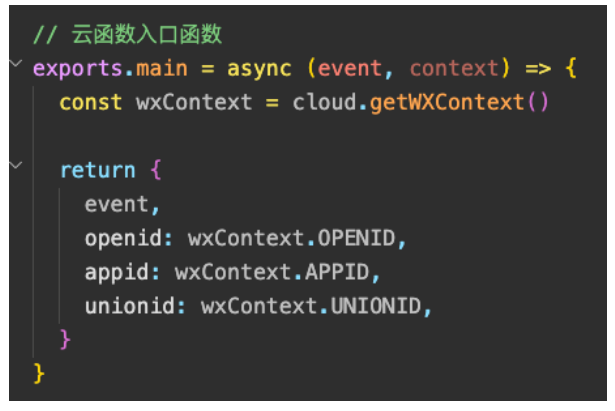 // 云函数入口函数
exports.main = async (event, context) => {
const wxContext = cloud.getWXContext()
return {
event,
openid: wxContext.OPENID,
appid: wxContext.APPID,
unionid: wxContext.UNIONID,
}
}